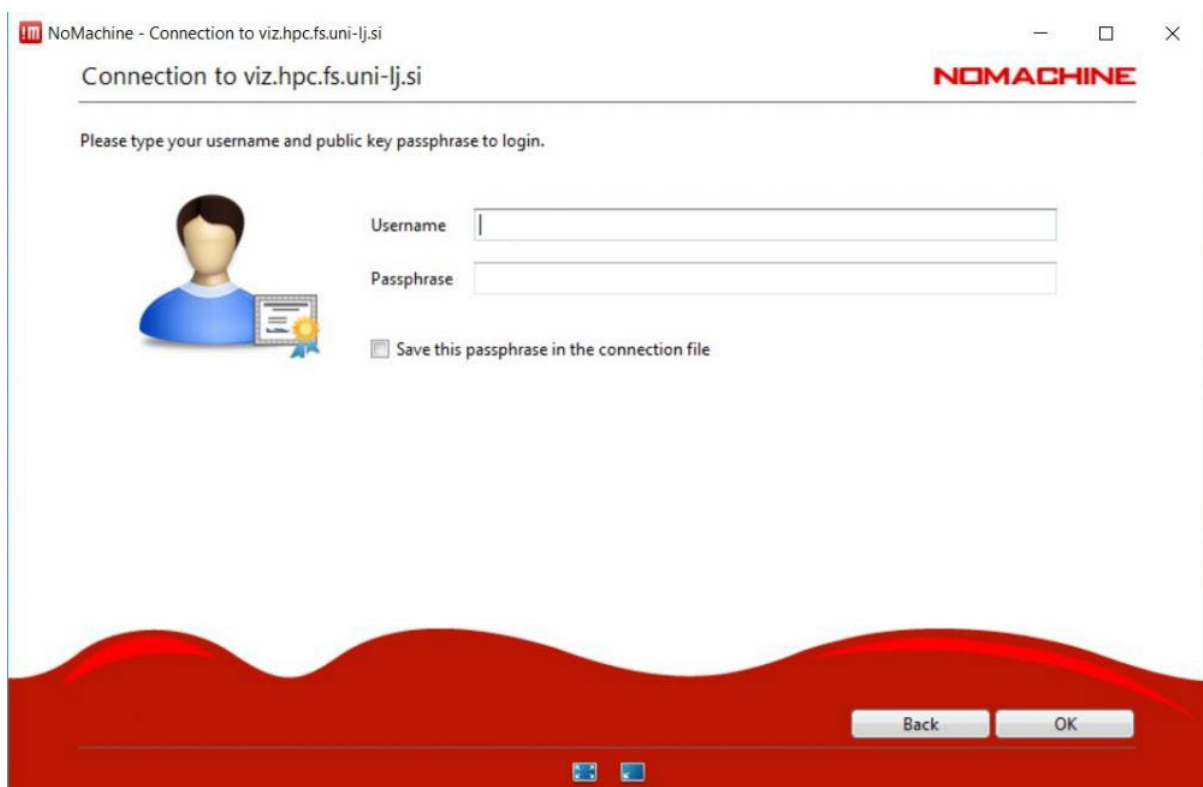 !m NoMachine - Connection to viz.hpc.fs.uni-lj.si
Connection to viz.hpc.fs.uni-lj.si
NOMACHINE
Please type your username and public key passphrase to login.
Username
Passphrase
Save this passphrase in the connection file
Back
OK